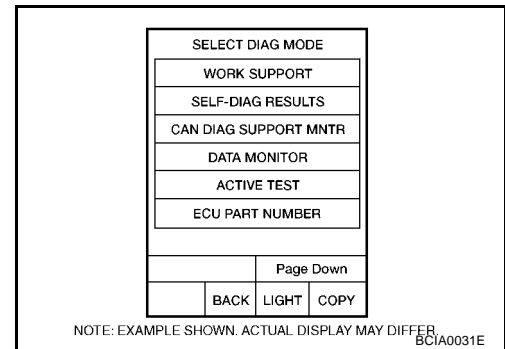 SELECT DIAG MODE
WORK SUPPORT
SELF-DIAG RESULTS
CAN DIAG SUPPORT MNTR
DATA MONITOR
ACTIVE TEST
ECU PART NUMBER
Page Down
BACK LIGHT COPY
NOTE: EXAMPLE SHOWN. ACTUAL DISPLAY MAY DIFFER.
BCIA0031E